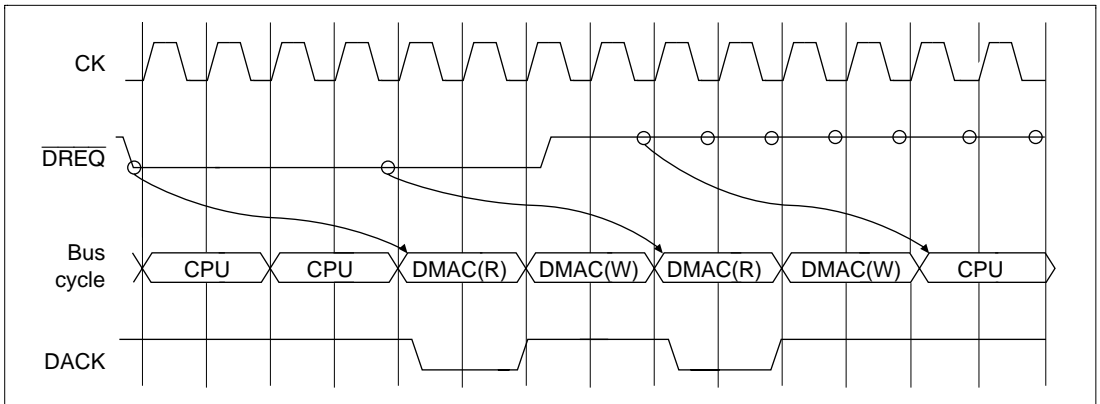 CK
DREQ
Bus
cycle
CPU CPU DMAC(R) DMAC(W) DMAC(R) DMAC(W) CPU
DACK